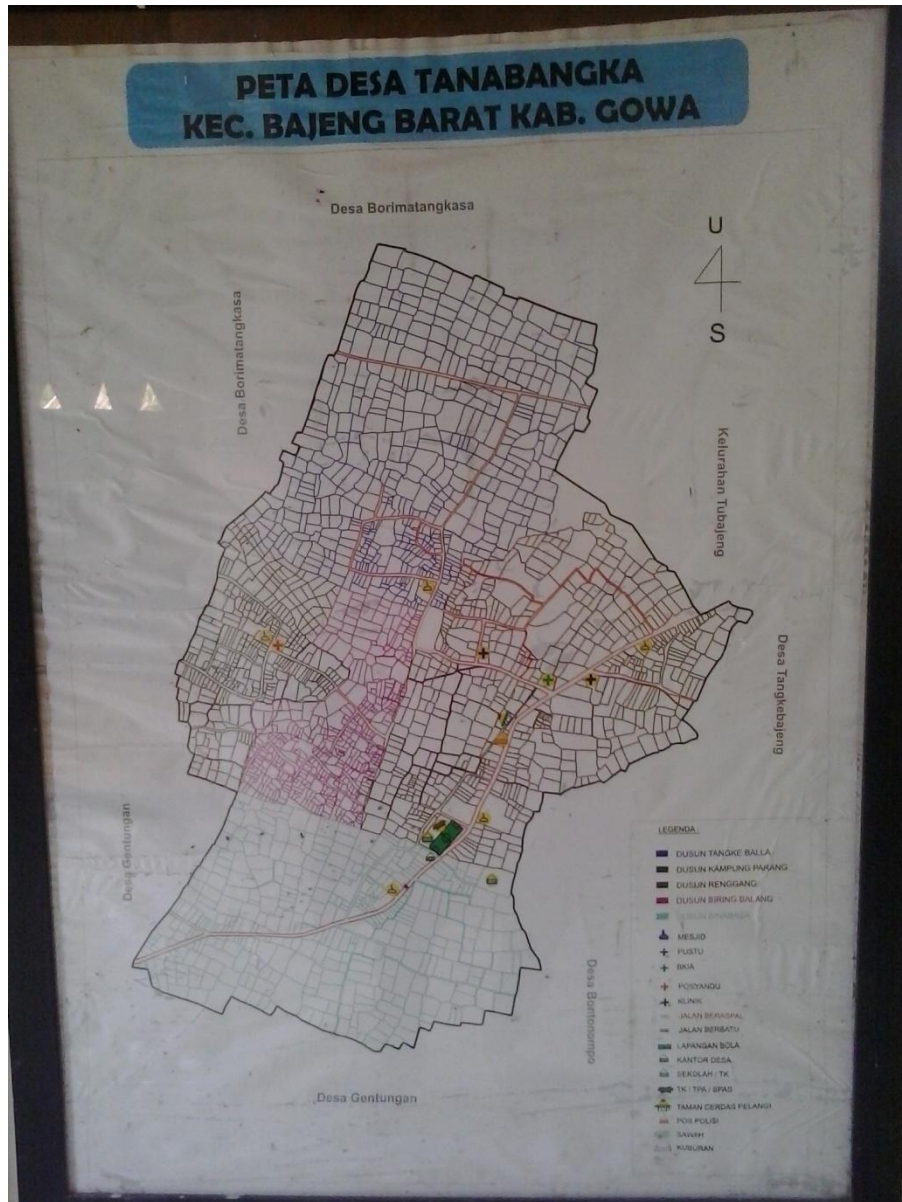 PETA DESA TANABANGKA
KEC. BAJENG BARAT KAB. GOWA
Desa Borimatangkasa
U
S
Desa Borimatangkasa
Kelurahan Tubajeng
Desa Tangkebajeng
Desa Gentungan
Desa Bontonompo
Desa Gentungan
LEGENDA :
DUSUN TANGKE BALLA
DUSUN KAMPUNG PARANG
DUSUN RENGGANG
DUSUN BIRING BALANG
DUSUN
MESJID
PUSTU
BKIA
POSYANDU
KLINIK
JALAN BERASPAL
JALAN BERBATU
LAPANGAN BOLA
KANTOR DESA
SEKOLAH / TK
TK / TPA / SPAS
TAMAN CERDAS PELANGI
POS POLISI
SAWAH
KUBURAN